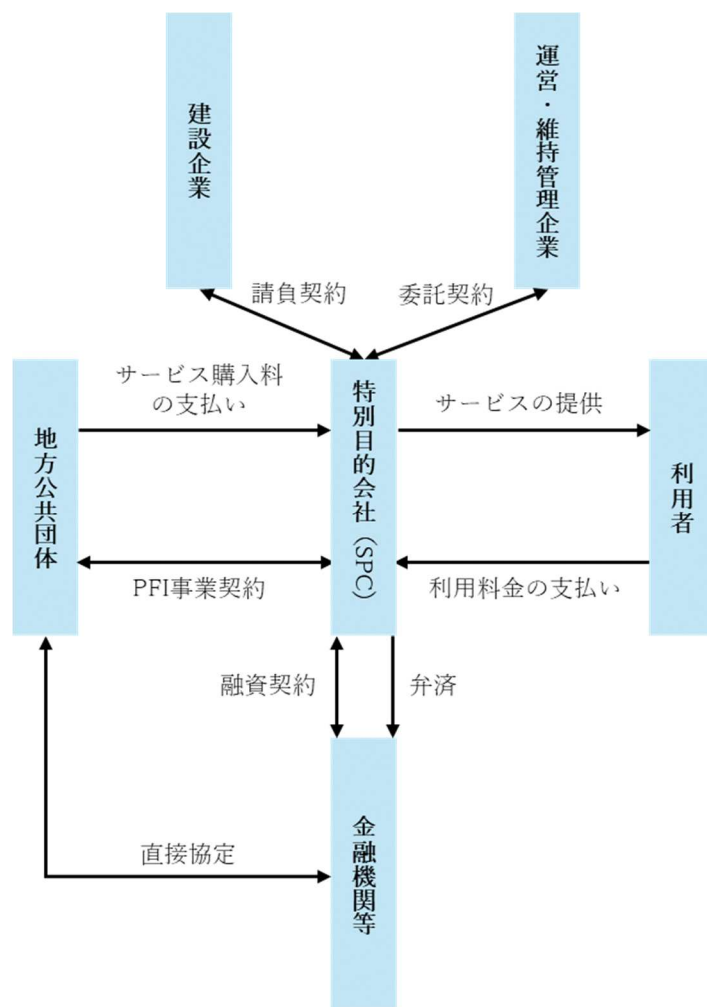 建設企業
運営・維持管理企業
請負契約
委託契約
サービス購入料
の支払い
サービスの提供
地方公共団体
特別目的会社（SPC）
利用者
PFI事業契約
利用料金の支払い
融資契約
弁済
直接協定
金融機関等